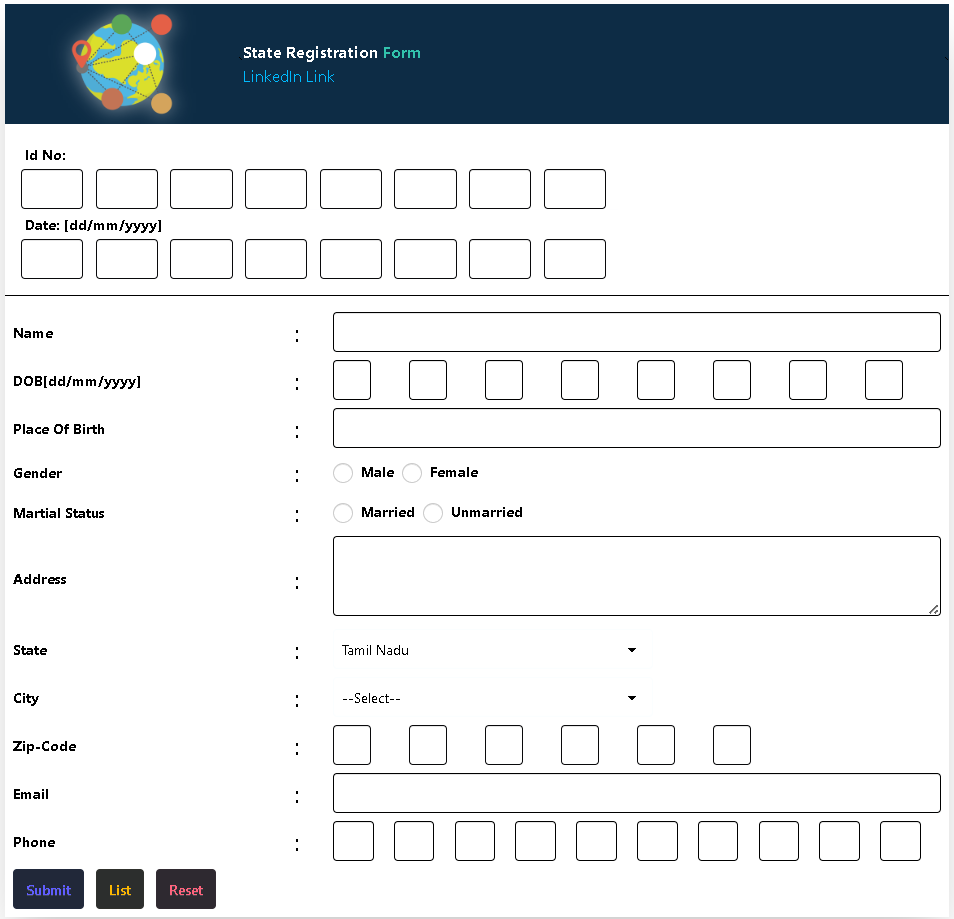 State Registration Form
LinkedIn Link
Id No:
Date: [dd/mm/yyyy]
Name :
DOB[dd/mm/yyyy] :
Place Of Birth :
Gender : Male Female
Martial Status : Married Unmarried
Address :
State : Tamil Nadu
City : --Select--
Zip-Code :
Email :
Phone :
Submit List Reset